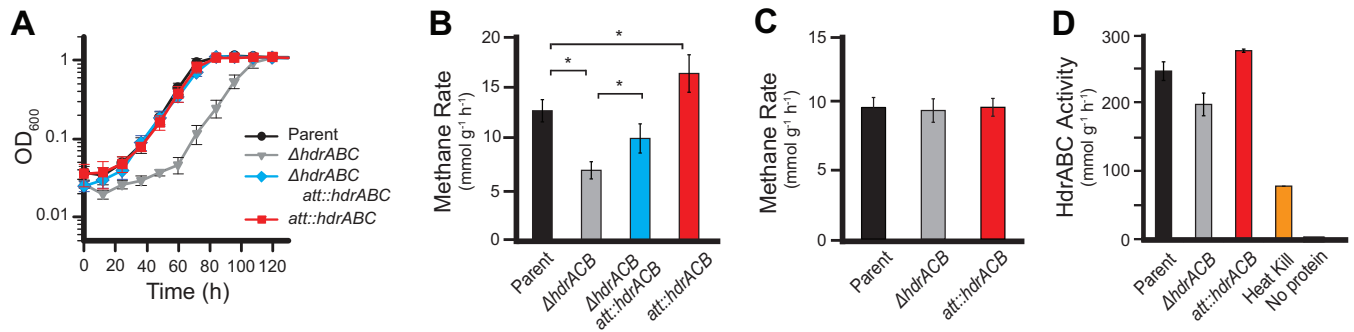 A
OD600
1
0.1
0.01
0 20 40 60 80 100 120
Time (h)
Parent
ΔhdrABC
ΔhdrABC
att::hdrABC
att::hdrABC
B
Methane Rate
(mmol g-1 h-1)
20
15
10
5
0
*
*
*
Parent
ΔhdrACB
ΔhdrACB
att::hdrACB
att::hdrACB
C
Methane Rate
(mmol g-1 h-1)
15
10
5
0
Parent
ΔhdrACB
att::hdrACB
D
HdrABC Activity
(mmol g-1 h-1)
300
200
100
50
0
Parent
ΔhdrACB
att::hdrACB
Heat Kill
No protein